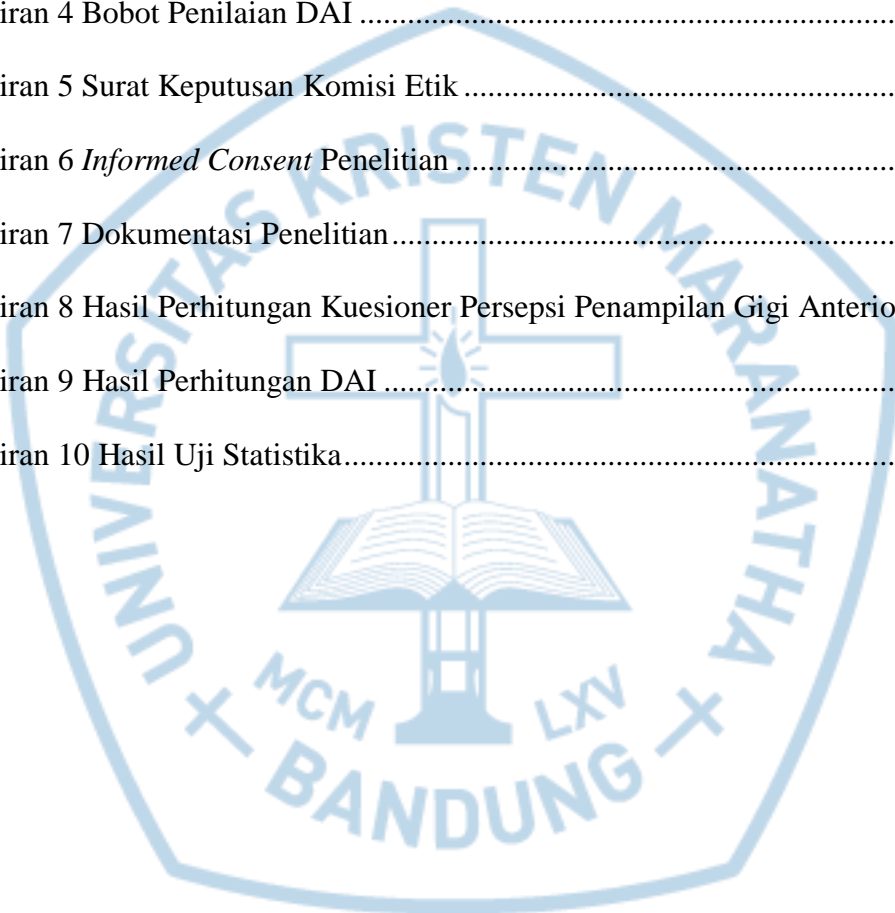 iran 4 Bobot Penilaian DAI ..............................................................
iran 5 Surat Keputusan Komisi Etik ..................................................
iran 6 Informed Consent Penelitian ...................................................
iran 7 Dokumentasi Penelitian ...........................................................
iran 8 Hasil Perhitungan Kuesioner Persepsi Penampilan Gigi Anterio
iran 9 Hasil Perhitungan DAI ............................................................
iran 10 Hasil Uji Statistika .................................................................
UNIVERSITAS KRISTEN MARANATHA
MCM LXV
BANDUNG